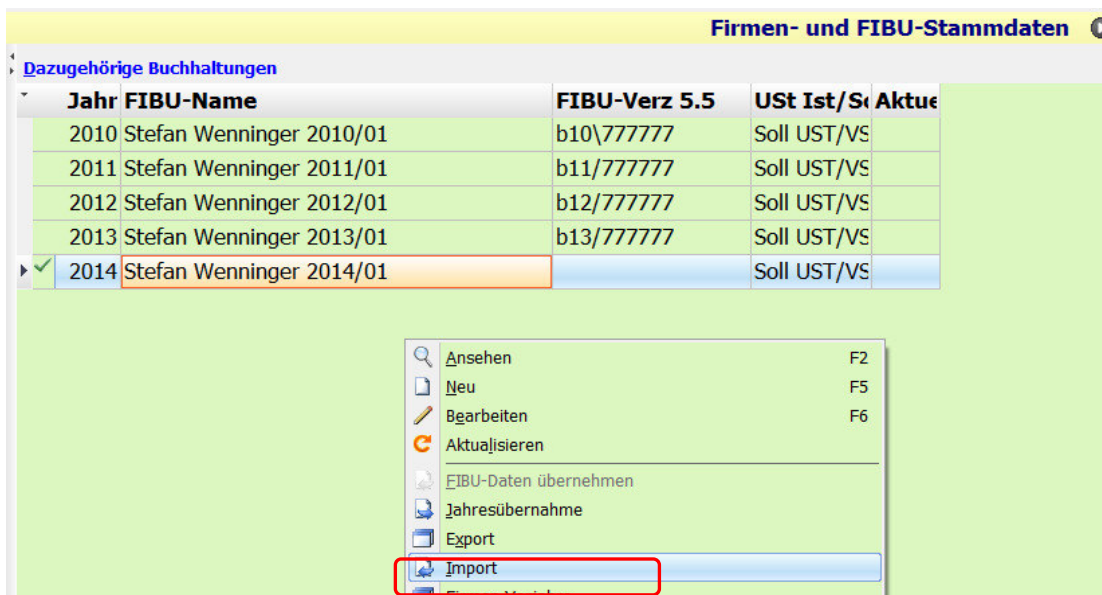 Firmen- und FIBU-Stammdaten
Dazugehörige Buchhaltungen
Jahr FIBU-Name FIBU-Verz 5.5 USt Ist/So Aktue
2010 Stefan Wenninger 2010/01 b10\777777 Soll UST/VS
2011 Stefan Wenninger 2011/01 b11/777777 Soll UST/VS
2012 Stefan Wenninger 2012/01 b12/777777 Soll UST/VS
2013 Stefan Wenninger 2013/01 b13/777777 Soll UST/VS
2014 Stefan Wenninger 2014/01 Soll UST/VS
Ansehen F2
Neu F5
Bearbeiten F6
Aktualisieren
FIBU-Daten übernehmen
Jahresübernahme
Export
Import